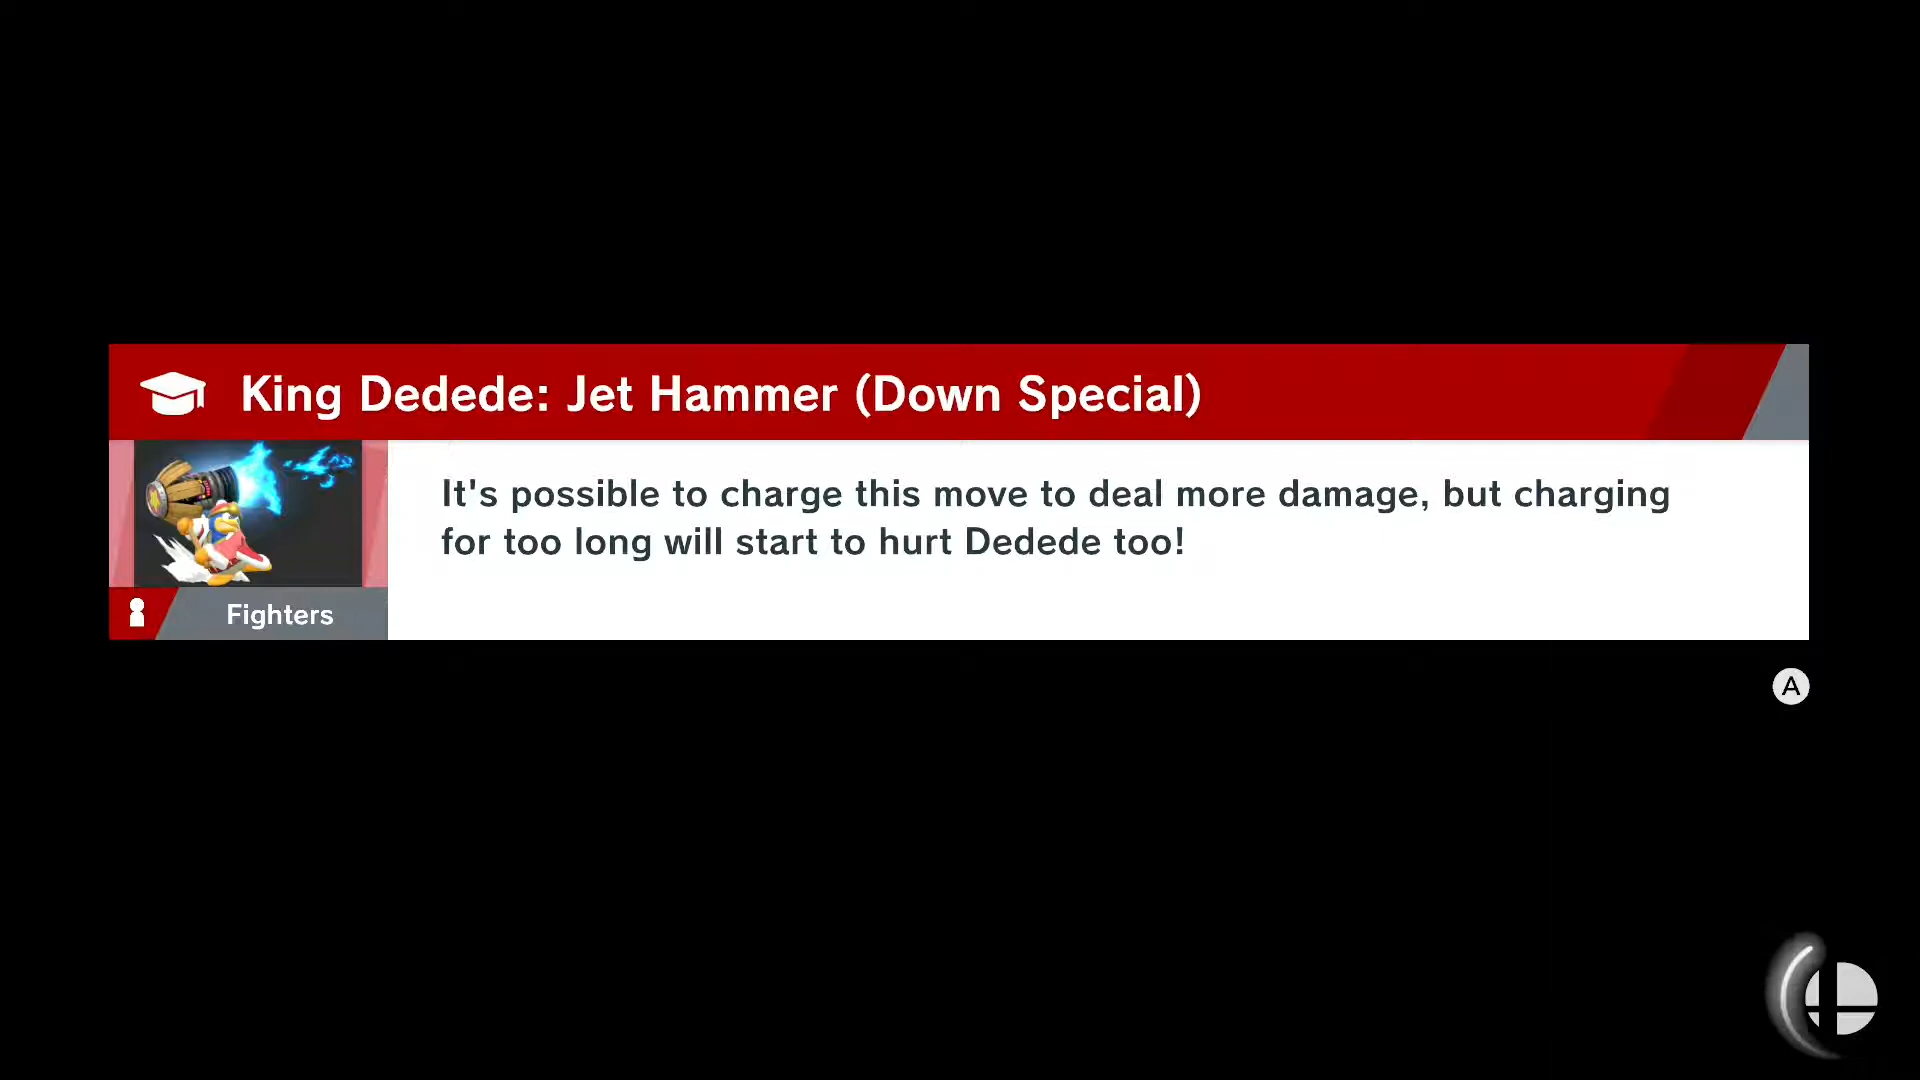 King Dedede: Jet Hammer (Down Special)
It's possible to charge this move to deal more damage, but charging
for too long will start to hurt Dedede too!
Fighters
A